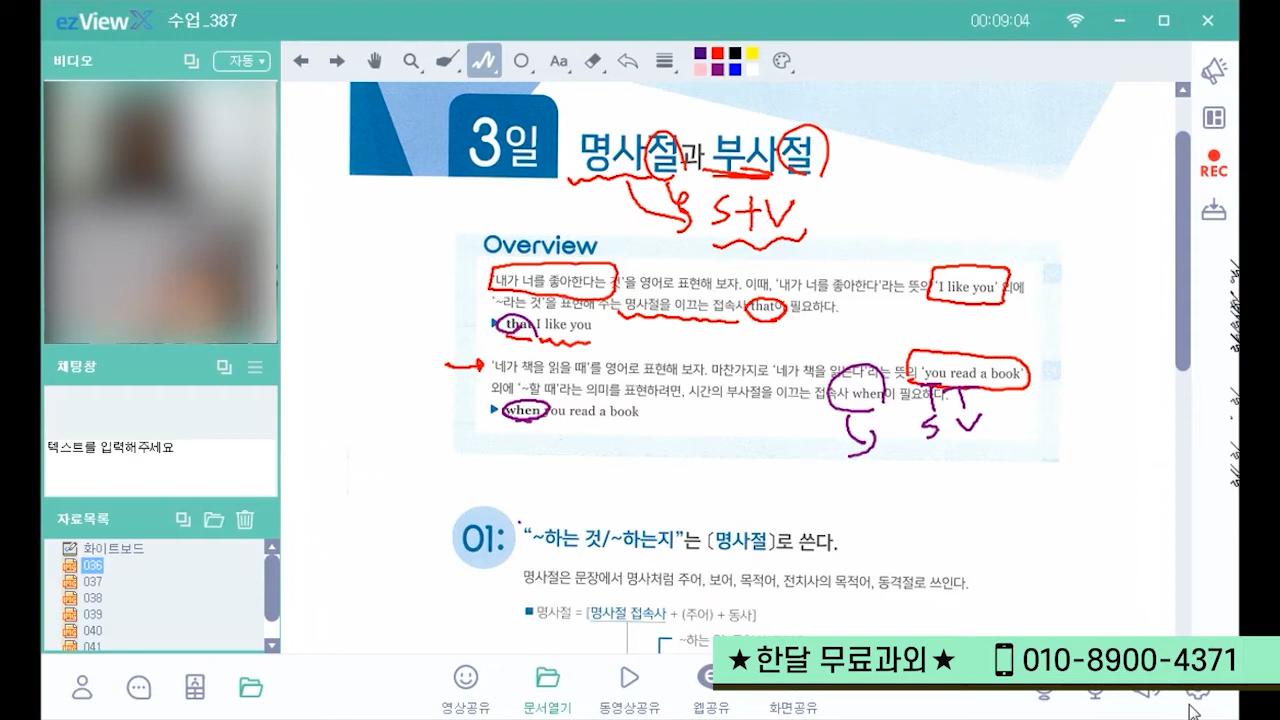 ezViewX 수업_387
00:09:04
비디오
자동
Aa
REC
채팅창
텍스트를 입력해주세요
자료목록
화이트보드
036
037
038
039
040
041
3일 명사절과 부사절
S+V
Overview
'내가 너를 좋아한다는 것'을 영어로 표현해 보자. 이때, '내가 너를 좋아한다'라는 뜻의 'I like you' 외에
'~라는 것'을 표현해 주는 명사절을 이끄는 접속사 that이 필요하다.
▶ that I like you
'네가 책을 읽을 때'를 영어로 표현해 보자. 마찬가지로 '네가 책을 읽는다'라는 뜻의 'you read a book'
외에 '~할 때'라는 의미를 표현하려면, 시간의 부사절을 이끄는 접속사 when이 필요하다.
▶ when you read a book
S V
01: “~하는 것/~하는지”는 [명사절]로 쓴다.
명사절은 문장에서 명사처럼 주어, 보어, 목적어, 전치사의 목적어, 동격절로 쓰인다.
■ 명사절 = [명사절 접속사 + (주어) + 동사]
~하는
영상공유
문서열기
동영상공유
웹공유
화면공유
★한달 무료과외★ 010-8900-4371